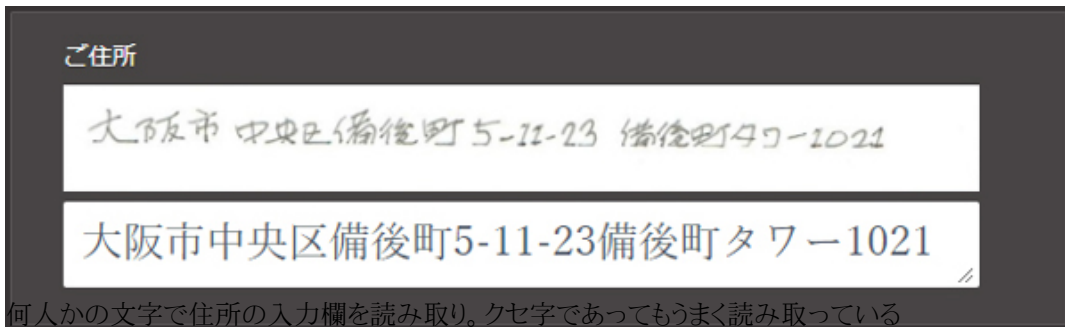 ご住所
大阪市中央区備後町5-11-23 備後町タワー1021
大阪市中央区備後町5-11-23備後町タワー1021
何人かの文字で住所の入力欄を読み取り。クセ字であってもうまく読み取っている